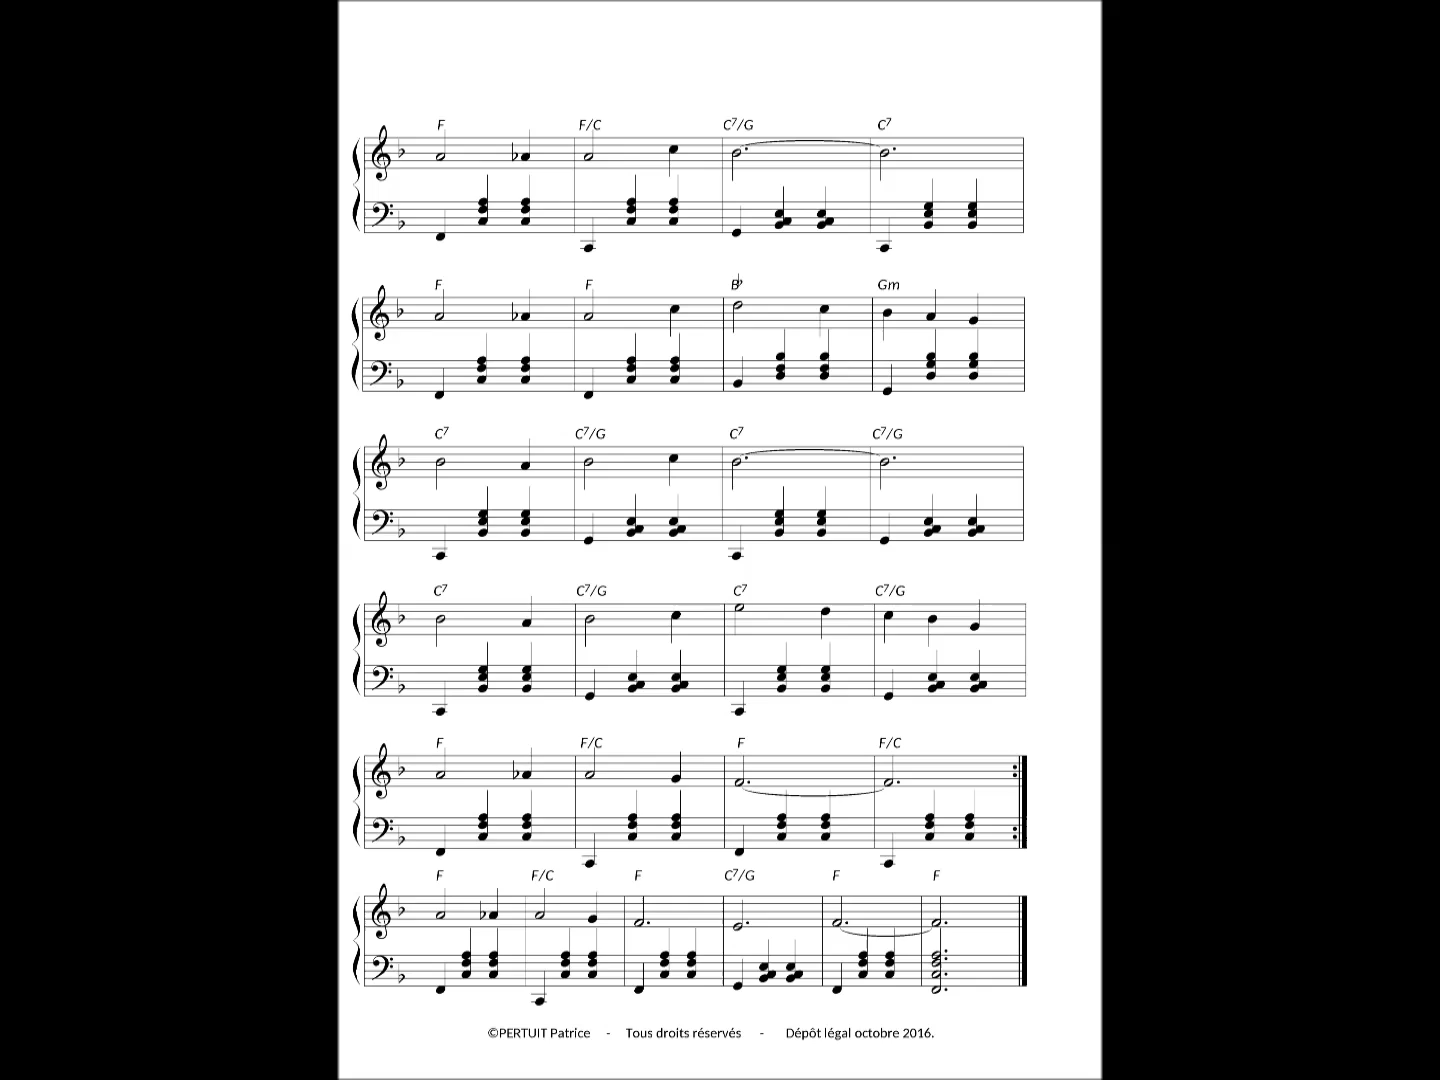 F F/C C7/G C7
F F B♭ Gm
C7 C7/G C7 C7/G
C7 C7/G C7 C7/G
F F/C F F/C
F F/C F C7/G F F
©PERTUIT Patrice - Tous droits réservés - Dépôt légal octobre 2016.